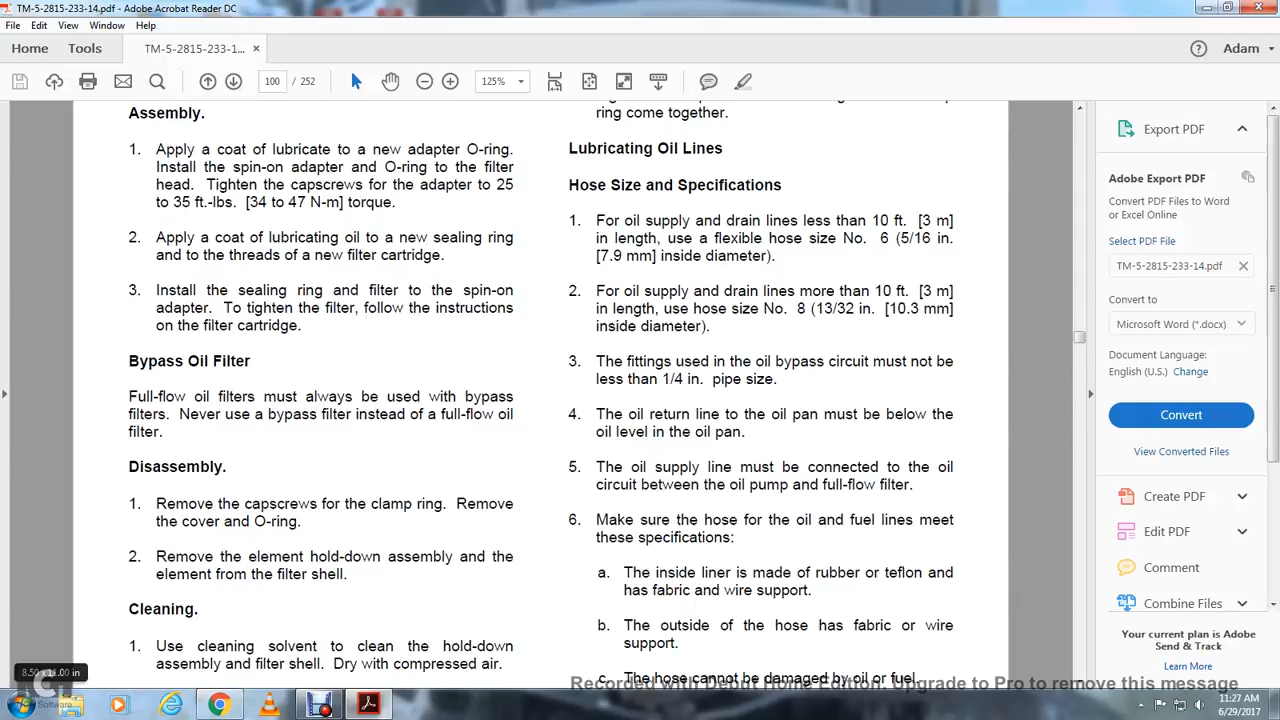 TM-5-2815-233-14.pdf - Adobe Acrobat Reader DC
File Edit View Window Help
Home Tools TM-5-2815-233-1... × Adam
100 / 252 125%
Assembly.
1. Apply a coat of lubricate to a new adapter O-ring.
Install the spin-on adapter and O-ring to the filter
head. Tighten the capscrews for the adapter to 25
to 35 ft.-lbs. [34 to 47 N-m] torque.
2. Apply a coat of lubricating oil to a new sealing ring
and to the threads of a new filter cartridge.
3. Install the sealing ring and filter to the spin-on
adapter. To tighten the filter, follow the instructions
on the filter cartridge.
Bypass Oil Filter
Full-flow oil filters must always be used with bypass
filters. Never use a bypass filter instead of a full-flow oil
filter.
Disassembly.
1. Remove the capscrews for the clamp ring. Remove
the cover and O-ring.
2. Remove the element hold-down assembly and the
element from the filter shell.
Cleaning.
1. Use cleaning solvent to clean the hold-down
assembly and filter shell. Dry with compressed air.
8.50 x 11.00 in
ring come together.
Lubricating Oil Lines
Hose Size and Specifications
1. For oil supply and drain lines less than 10 ft. [3 m]
in length, use a flexible hose size No. 6 (5/16 in.
[7.9 mm] inside diameter).
2. For oil supply and drain lines more than 10 ft. [3 m]
in length, use hose size No. 8 (13/32 in. [10.3 mm]
inside diameter).
3. The fittings used in the oil bypass circuit must not be
less than 1/4 in. pipe size.
4. The oil return line to the oil pan must be below the
oil level in the oil pan.
5. The oil supply line must be connected to the oil
circuit between the oil pump and full-flow filter.
6. Make sure the hose for the oil and fuel lines meet
these specifications:
a. The inside liner is made of rubber or teflon and
has fabric and wire support.
b. The outside of the hose has fabric or wire
support.
c. The hose cannot be damaged by oil or fuel.
Export PDF
Adobe Export PDF
Convert PDF Files to Word
or Excel Online
Select PDF File
TM-5-2815-233-14.pdf
Convert to
Microsoft Word (*.docx)
Document Language:
English (U.S.) Change
Convert
View Converted Files
Create PDF
Edit PDF
Comment
Combine Files
Your current plan is Adobe
Send & Track
Learn More
Recorded with Debut Home Edition. Upgrade to Pro to remove this message
Software
11:27 AM
6/29/2017